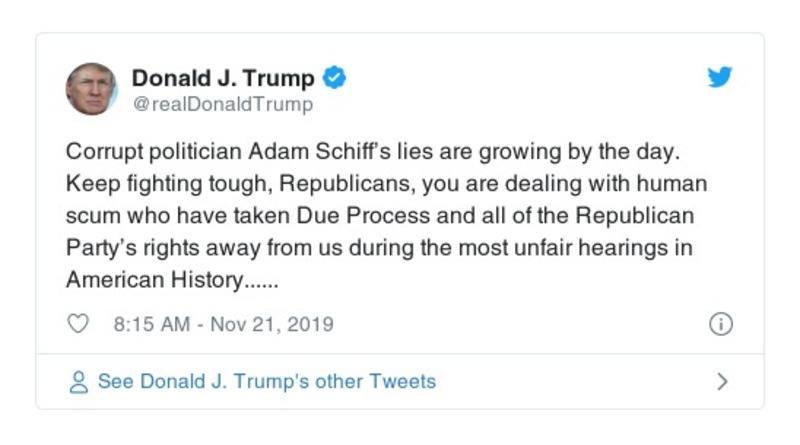 Donald J. Trump
@realDonaldTrump
Corrupt politician Adam Schiff's lies are growing by the day.
Keep fighting tough, Republicans, you are dealing with human
scum who have taken Due Process and all of the Republican
Party's rights away from us during the most unfair hearings in
American History......
8:15 AM - Nov 21, 2019
See Donald J. Trump's other Tweets